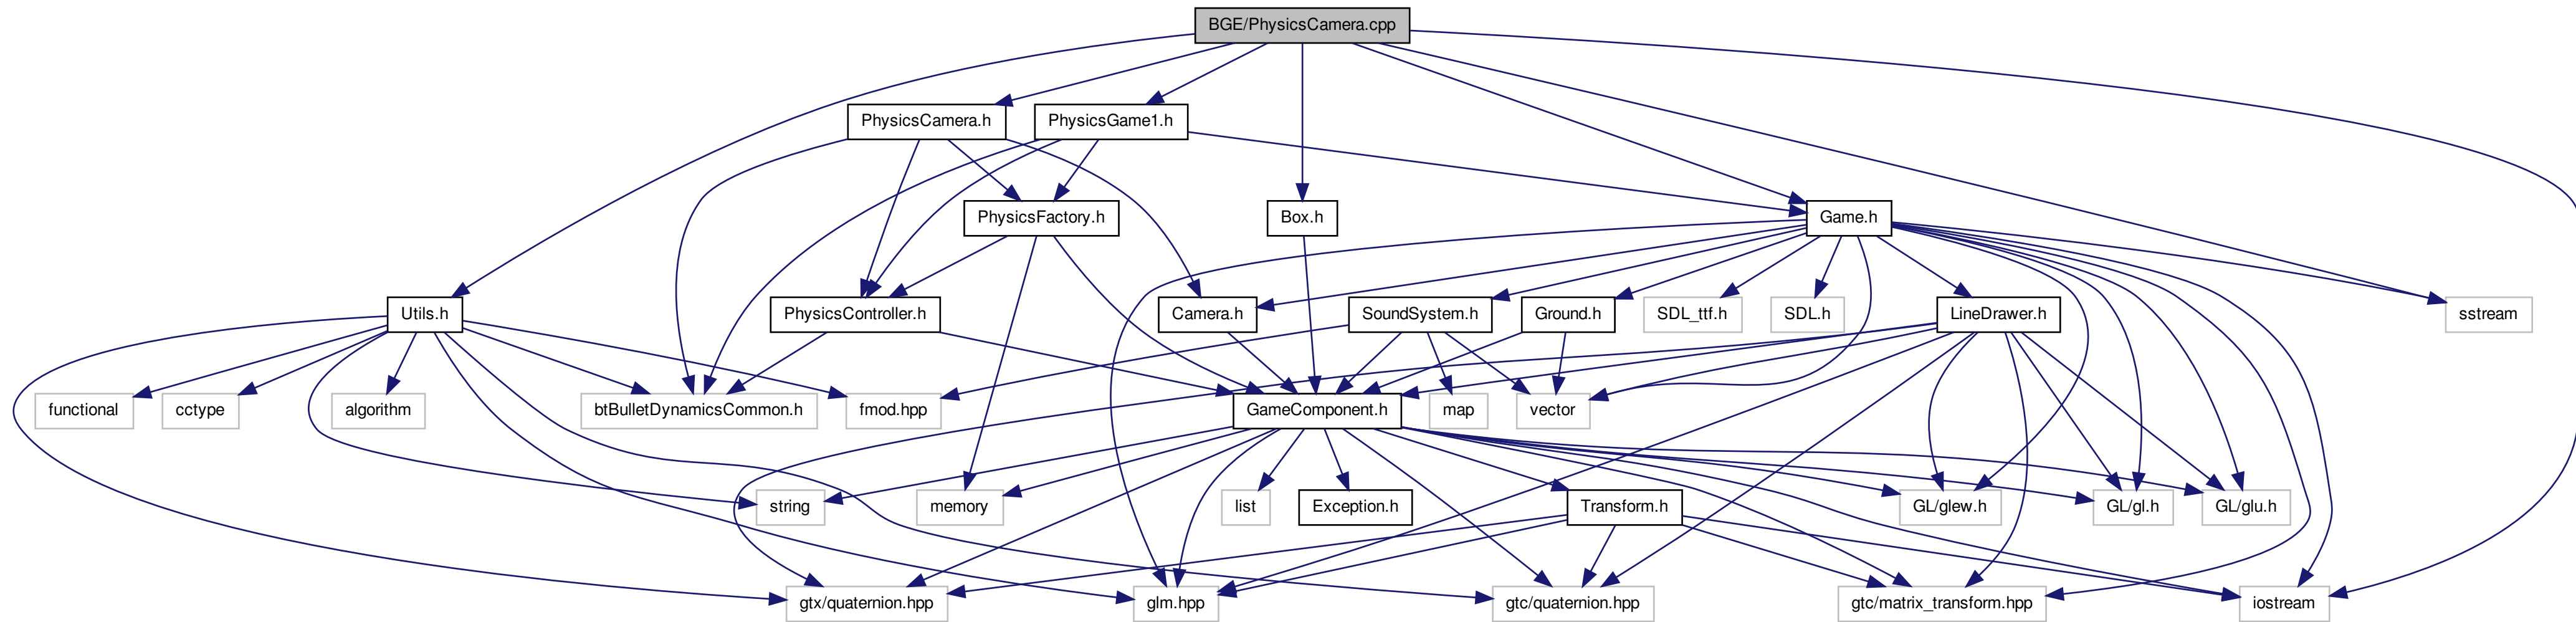 BGE/PhysicsCamera.cpp
PhysicsCamera.h
PhysicsGame1.h
PhysicsFactory.h
Box.h
Game.h
Utils.h
PhysicsController.h
Camera.h
SoundSystem.h
Ground.h
SDL_ttf.h
SDL.h
LineDrawer.h
sstream
functional
cctype
algorithm
btBulletDynamicsCommon.h
fmod.hpp
GameComponent.h
map
vector
string
memory
list
Exception.h
Transform.h
GL/glew.h
GL/gl.h
GL/glu.h
gtx/quaternion.hpp
glm.hpp
gtc/quaternion.hpp
gtc/matrix_transform.hpp
iostream